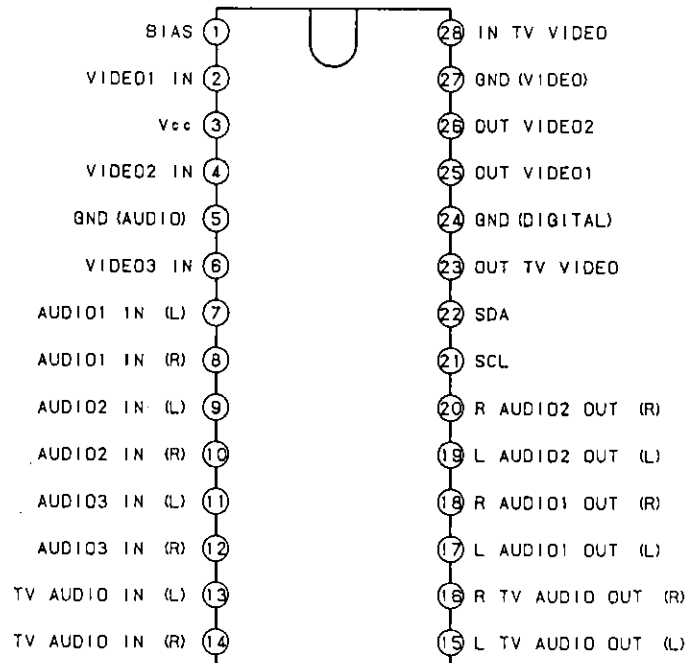 BIAS 1 28 IN TV VIDEO
VIDEO1 IN 2 27 GND (VIDEO)
Vcc 3 26 OUT VIDEO2
VIDEO2 IN 4 25 OUT VIDEO1
GND (AUDIO) 5 24 GND (DIGITAL)
VIDEO3 IN 6 23 OUT TV VIDEO
AUDIO1 IN (L) 7 22 SDA
AUDIO1 IN (R) 8 21 SCL
AUDIO2 IN (L) 9 20 R AUDIO2 OUT (R)
AUDIO2 IN (R) 10 19 L AUDIO2 OUT (L)
AUDIO3 IN (L) 11 18 R AUDIO1 OUT (R)
AUDIO3 IN (R) 12 17 L AUDIO1 OUT (L)
TV AUDIO IN (L) 13 16 R TV AUDIO OUT (R)
TV AUDIO IN (R) 14 15 L TV AUDIO OUT (L)